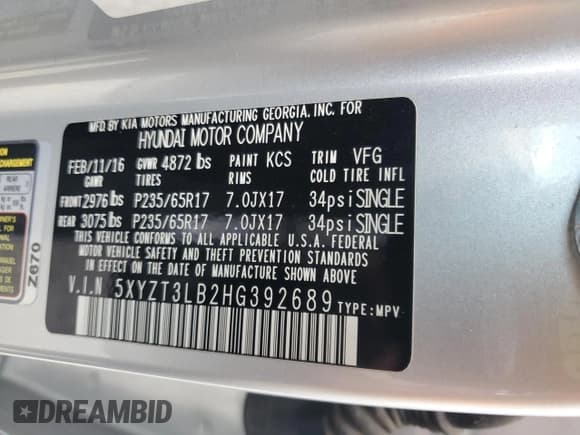 MFD. BY KIA MOTORS MANUFACTURING GEORGIA, INC. FOR
HYUNDAI MOTOR COMPANY
FEB/11/16 GVWR 4872 lbs PAINT KCS TRIM VFG
GAWR TIRES RIMS COLD TIRE INFL
FRONT 2976 lbs P235/65R17 7.0JX17 34psi SINGLE
REAR 3075 lbs P235/65R17 7.0JX17 34psi SINGLE
THIS VEHICLE CONFORMS TO ALL APPLICABLE U.S.A. FEDERAL
MOTOR VEHICLE SAFETY AND THEFT PREVENTION STANDARDS
IN EFFECT ON THE DATE OF MANUFACTURE SHOWN ABOVE.
V.I.N 5XYZT3LB2HG392689 TYPE:MPV
Z670
DREAMBID